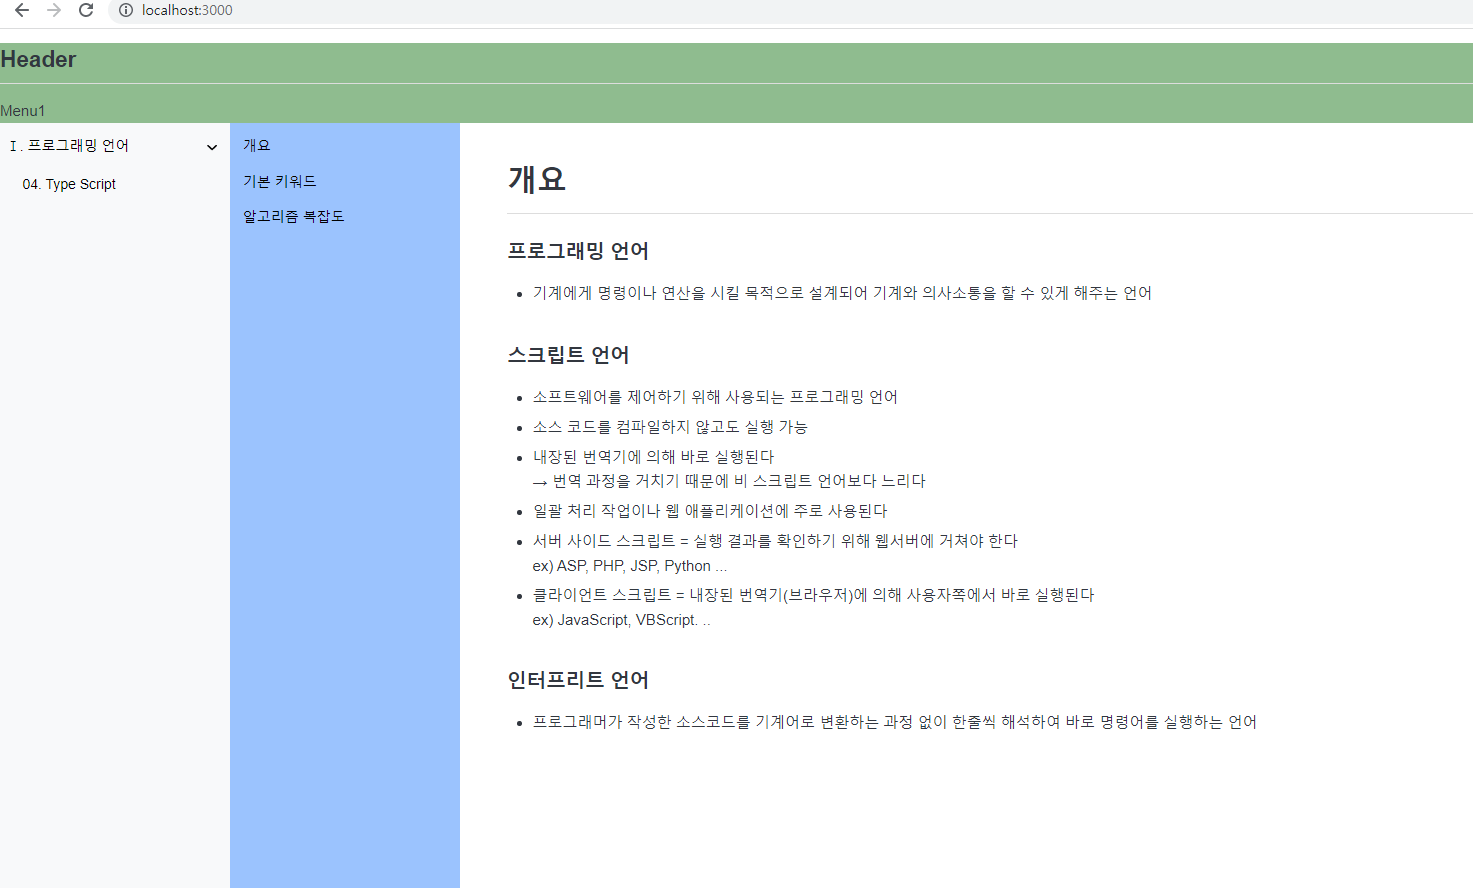 localhost:3000
Header
Menu1
Ⅰ. 프로그래밍 언어
04. Type Script
개요
기본 키워드
알고리즘 복잡도
개요
프로그래밍 언어
기계에게 명령이나 연산을 시킬 목적으로 설계되어 기계와 의사소통을 할 수 있게 해주는 언어
스크립트 언어
소프트웨어를 제어하기 위해 사용되는 프로그래밍 언어
소스 코드를 컴파일하지 않고도 실행 가능
내장된 번역기에 의해 바로 실행된다
→ 번역 과정을 거치기 때문에 비 스크립트 언어보다 느리다
일괄 처리 작업이나 웹 애플리케이션에 주로 사용된다
서버 사이드 스크립트 = 실행 결과를 확인하기 위해 웹서버에 거쳐야 한다
ex) ASP, PHP, JSP, Python ...
클라이언트 스크립트 = 내장된 번역기(브라우저)에 의해 사용자쪽에서 바로 실행된다
ex) JavaScript, VBScript. ..
인터프리트 언어
프로그래머가 작성한 소스코드를 기계어로 변환하는 과정 없이 한줄씩 해석하여 바로 명령어를 실행하는 언어